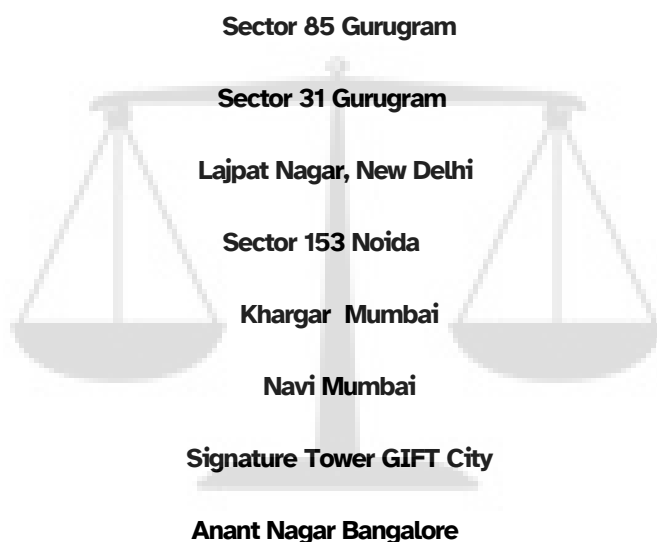 Sector 85 Gurugram
Sector 31 Gurugram
Lajpat Nagar, New Delhi
Sector 153 Noida
Khargar Mumbai
Navi Mumbai
Signature Tower GIFT City
Anant Nagar Bangalore